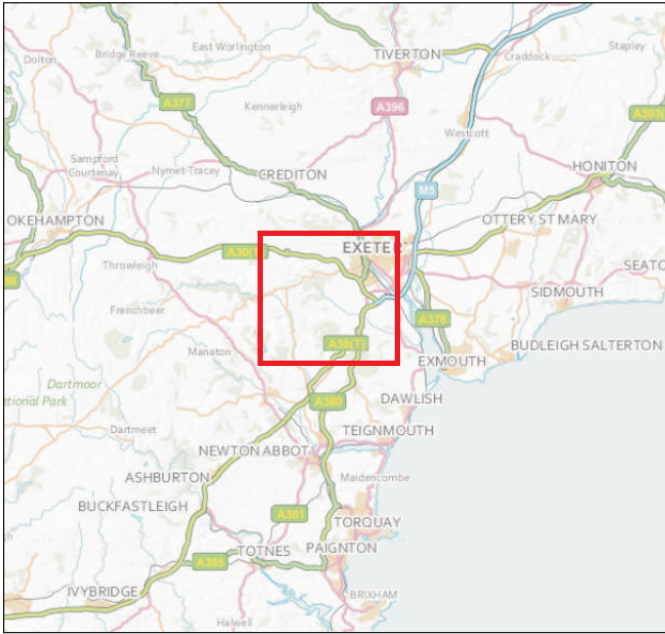 Dolton
Bridge Reeve
East Worlington
TIVERTON
Stapley
Craddock
A377
Kennerleigh
A396
A303(
Westcott
Sampford
Courtenay
Nymet Tracey
CREDITON
HONITON
M5
OKEHAMPTON
OTTERY ST MARY
EXETER
A30(T)
Throwleigh
SEATO
SIDMOUTH
Frenchbeer
A376
A38(T)
BUDLEIGH SALTERTON
Manaton
EXMOUTH
Dartmoor
ational Park
A380
DAWLISH
Dartmeet
TEIGNMOUTH
NEWTON ABBOT
ASHBURTON
Maidencombe
BUCKFASTLEIGH
A381
TORQUAY
TOTNES
PAIGNTON
A385
IVYBRIDGE
BRIXHAM
Halwell